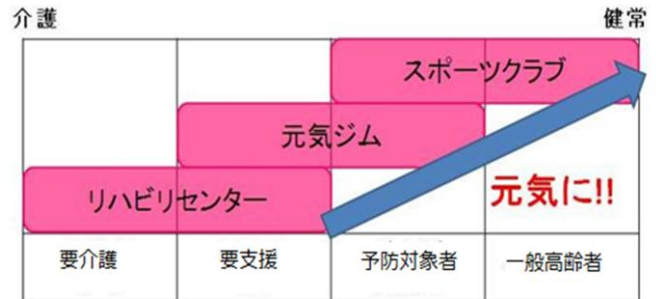 介護 健常
スポーツクラブ
元気ジム
リハビリセンター
元気に!!
要介護 要支援 予防対象者 一般高齢者